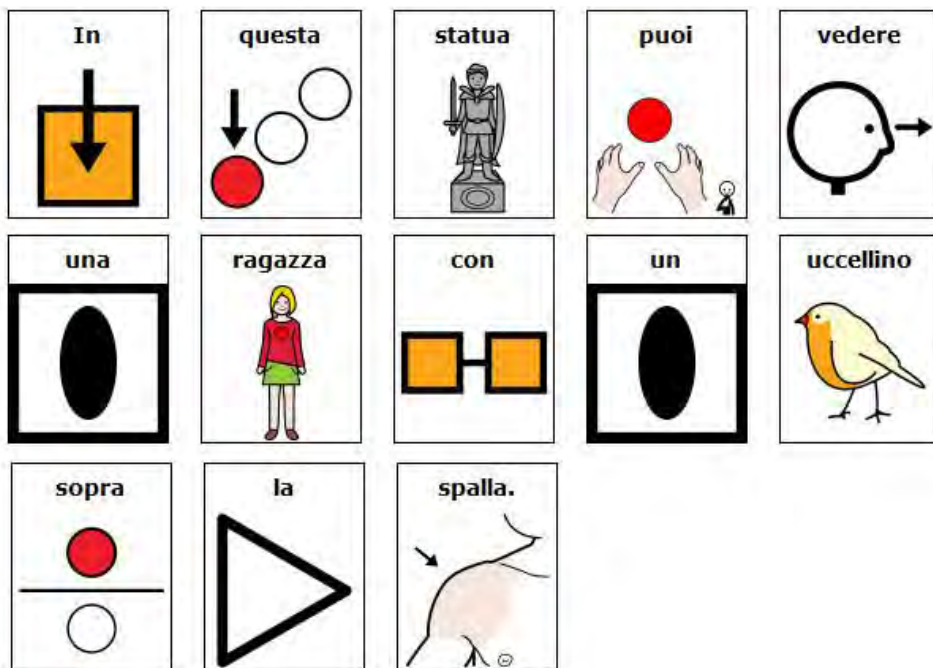 In questa statua puoi vedere
una ragazza con un uccellino
sopra la spalla.